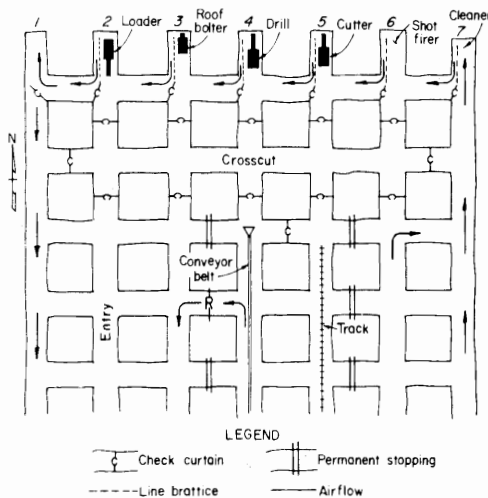 1 2 3 4 5 6 7
Loader
Roof
bolter
Drill
Cutter
Shot
firer
Cleaner
N
C C C C C
C C C C
C C
Crosscut
C C C C
C
Conveyor
belt
R
Entry
Track
LEGEND
C Check curtain
Permanent stopping
Line brattice
Airflow